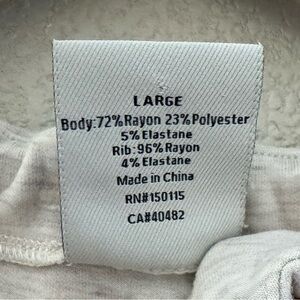 LARGE
Body:72%Rayon 23%Polyester
5%Elastane
Rib:96%Rayon
4%Elastane
Made in China
RN#150115
CA#40482